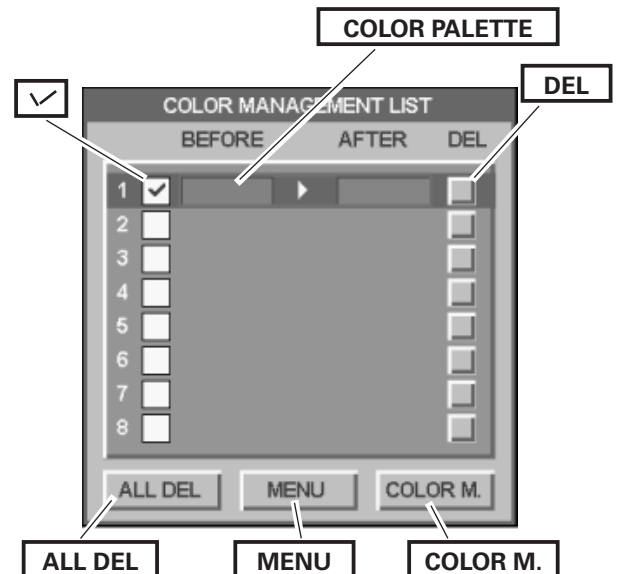 COLOR PALETTE
DEL
COLOR MANAGEMENT LIST
BEFORE AFTER DEL
1
2
3
4
5
6
7
8
ALL DEL MENU COLOR M.
ALL DEL MENU COLOR M.